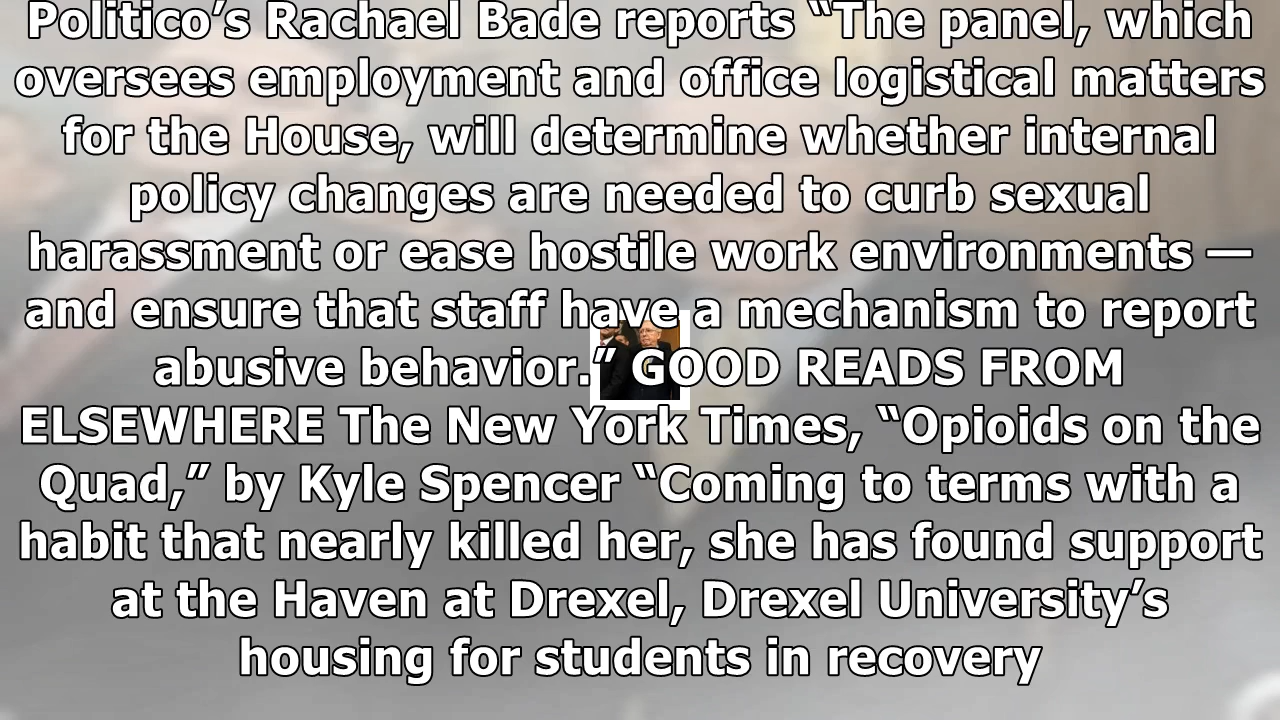 Politico’s Rachael Bade reports “The panel, which
oversees employment and office logistical matters
for the House, will determine whether internal
policy changes are needed to curb sexual
harassment or ease hostile work environments —
and ensure that staff have a mechanism to report
abusive behavior.” GOOD READS FROM
ELSEWHERE The New York Times, “Opioids on the
Quad,” by Kyle Spencer “Coming to terms with a
habit that nearly killed her, she has found support
at the Haven at Drexel, Drexel University’s
housing for students in recovery